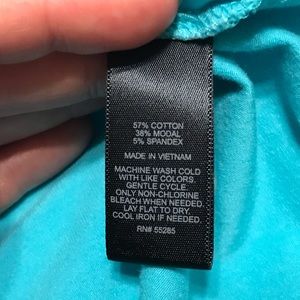 57% COTTON
38% MODAL
5% SPANDEX
MADE IN VIETNAM
MACHINE WASH COLD
WITH LIKE COLORS.
GENTLE CYCLE.
ONLY NON-CHLORINE
BLEACH WHEN NEEDED.
LAY FLAT TO DRY.
COOL IRON IF NEEDED.
RN# 55285